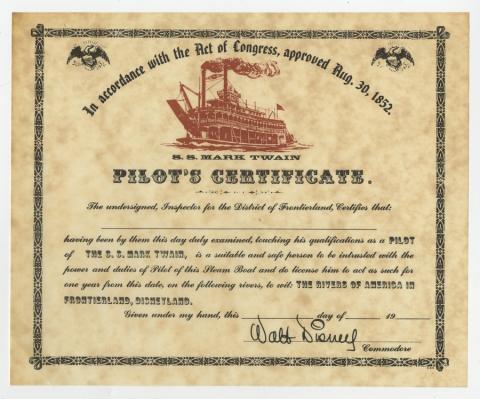 In accordance with the Act of Congress, approved Aug. 30, 1852.
S.S. MARK TWAIN
PILOT'S CERTIFICATE.
The undersigned, Inspector for the District of Frontierland, Certifies that:
having been by them this day duly examined, touching his qualifications as a PILOT
of THE S. S. MARK TWAIN, is a suitable and safe person to be intrusted with the
power and duties of Pilot of this Steam Boat and do license him to act as such for
one year from this date, on the following rivers, to wit: THE RIVERS OF AMERICA IN
FRONTIERLAND, DISNEYLAND.
Given under my hand, this day of 19
Walt Disney
Commodore